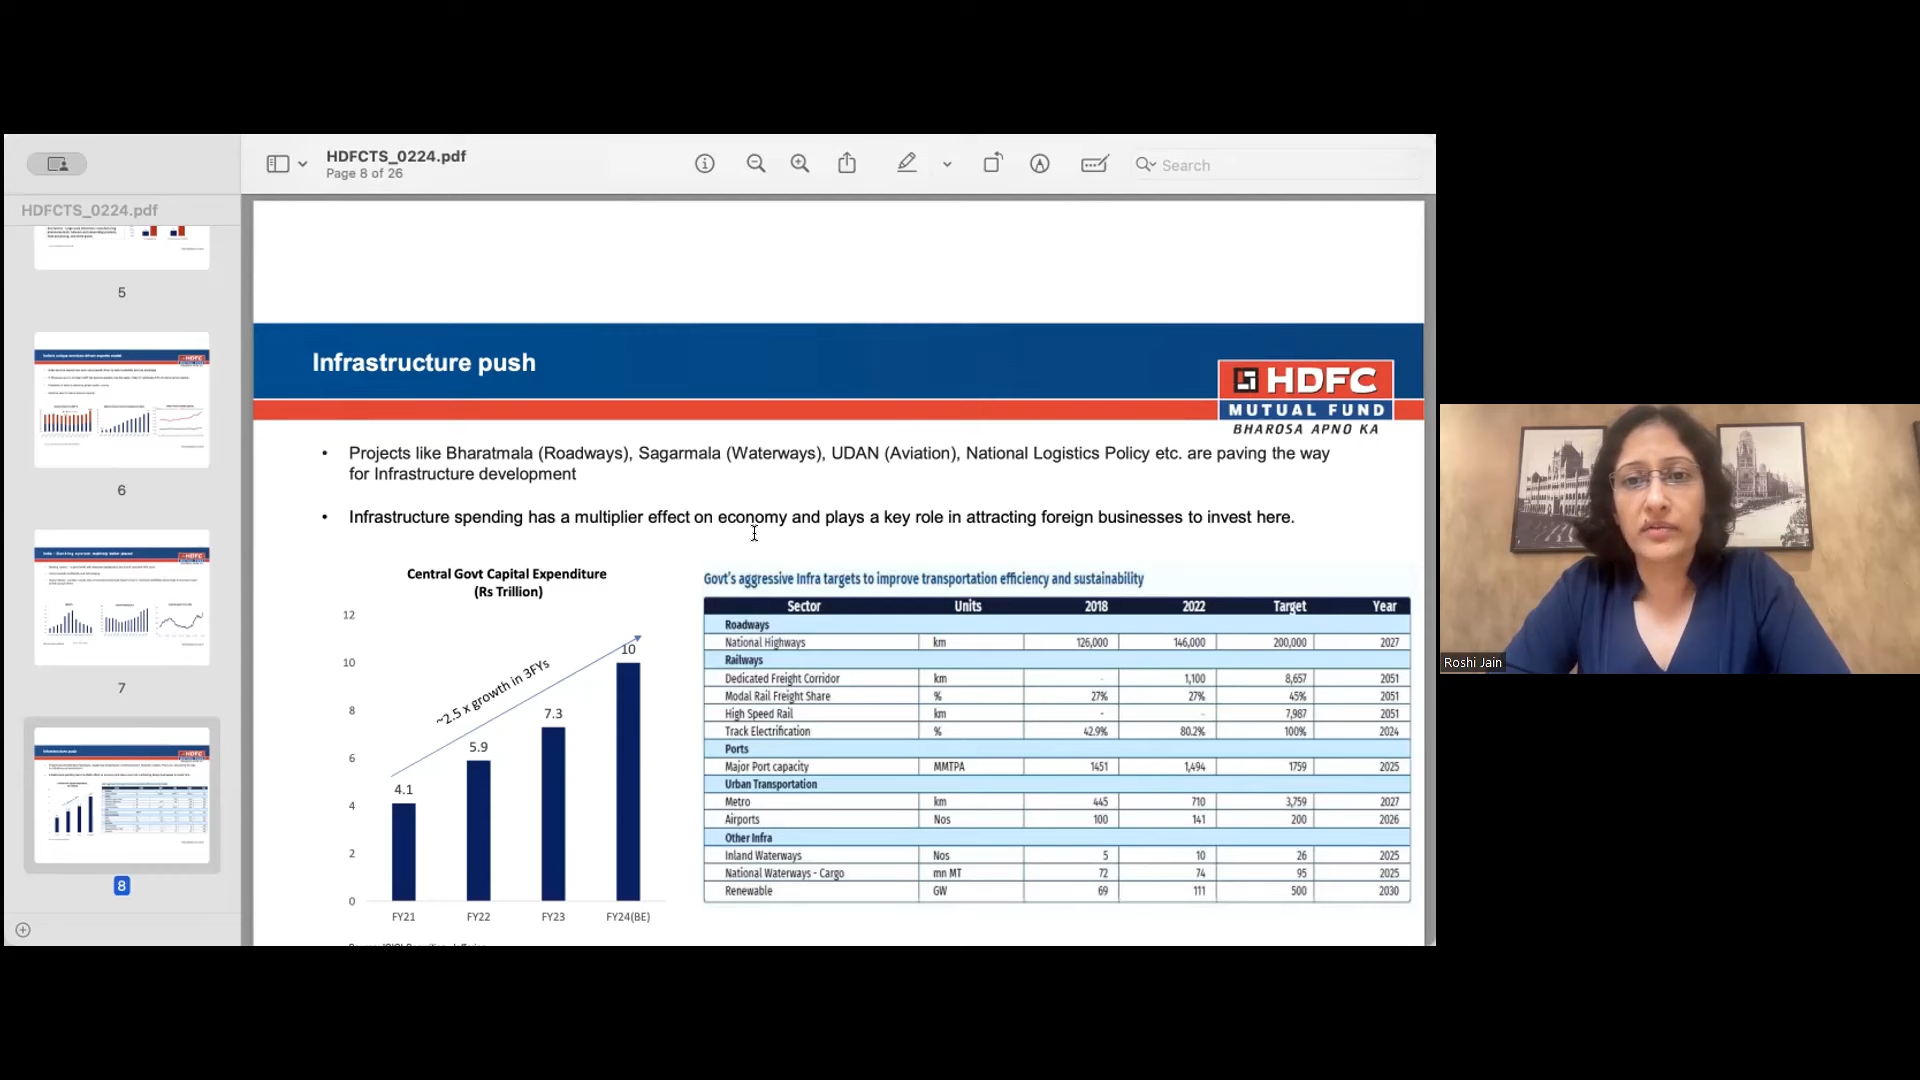 HDFCTS_0224.pdf
Page 8 of 26
Search
HDFCTS_0224.pdf
5
6
7
8
Infrastructure push
HDFC
MUTUAL FUND
BHAROSA APNO KA
• Projects like Bharatmala (Roadways), Sagarmala (Waterways), UDAN (Aviation), National Logistics Policy etc. are paving the way
for Infrastructure development
• Infrastructure spending has a multiplier effect on economy and plays a key role in attracting foreign businesses to invest here.
Central Govt Capital Expenditure
(Rs Trillion)
12
10
8
6
4
2
0
~2.5 x growth in 3FYs
4.1
5.9
7.3
10
FY21 FY22 FY23 FY24(BE)
Govt's aggressive Infra targets to improve transportation efficiency and sustainability
Sector Units 2018 2022 Target Year
Roadways
National Highways km 126,000 146,000 200,000 2027
Railways
Dedicated Freight Corridor km - 1,100 8,657 2051
Modal Rail Freight Share % 27% 27% 45% 2051
High Speed Rail km - - 7,987 2051
Track Electrification % 42.9% 80.2% 100% 2024
Ports
Major Port capacity MMTPA 1451 1,494 1759 2025
Urban Transportation
Metro km 445 710 3,759 2027
Airports Nos 100 141 200 2026
Other Infra
Inland Waterways Nos 5 10 26 2025
National Waterways - Cargo mn MT 72 74 95 2025
Renewable GW 69 111 500 2030
Roshi Jain